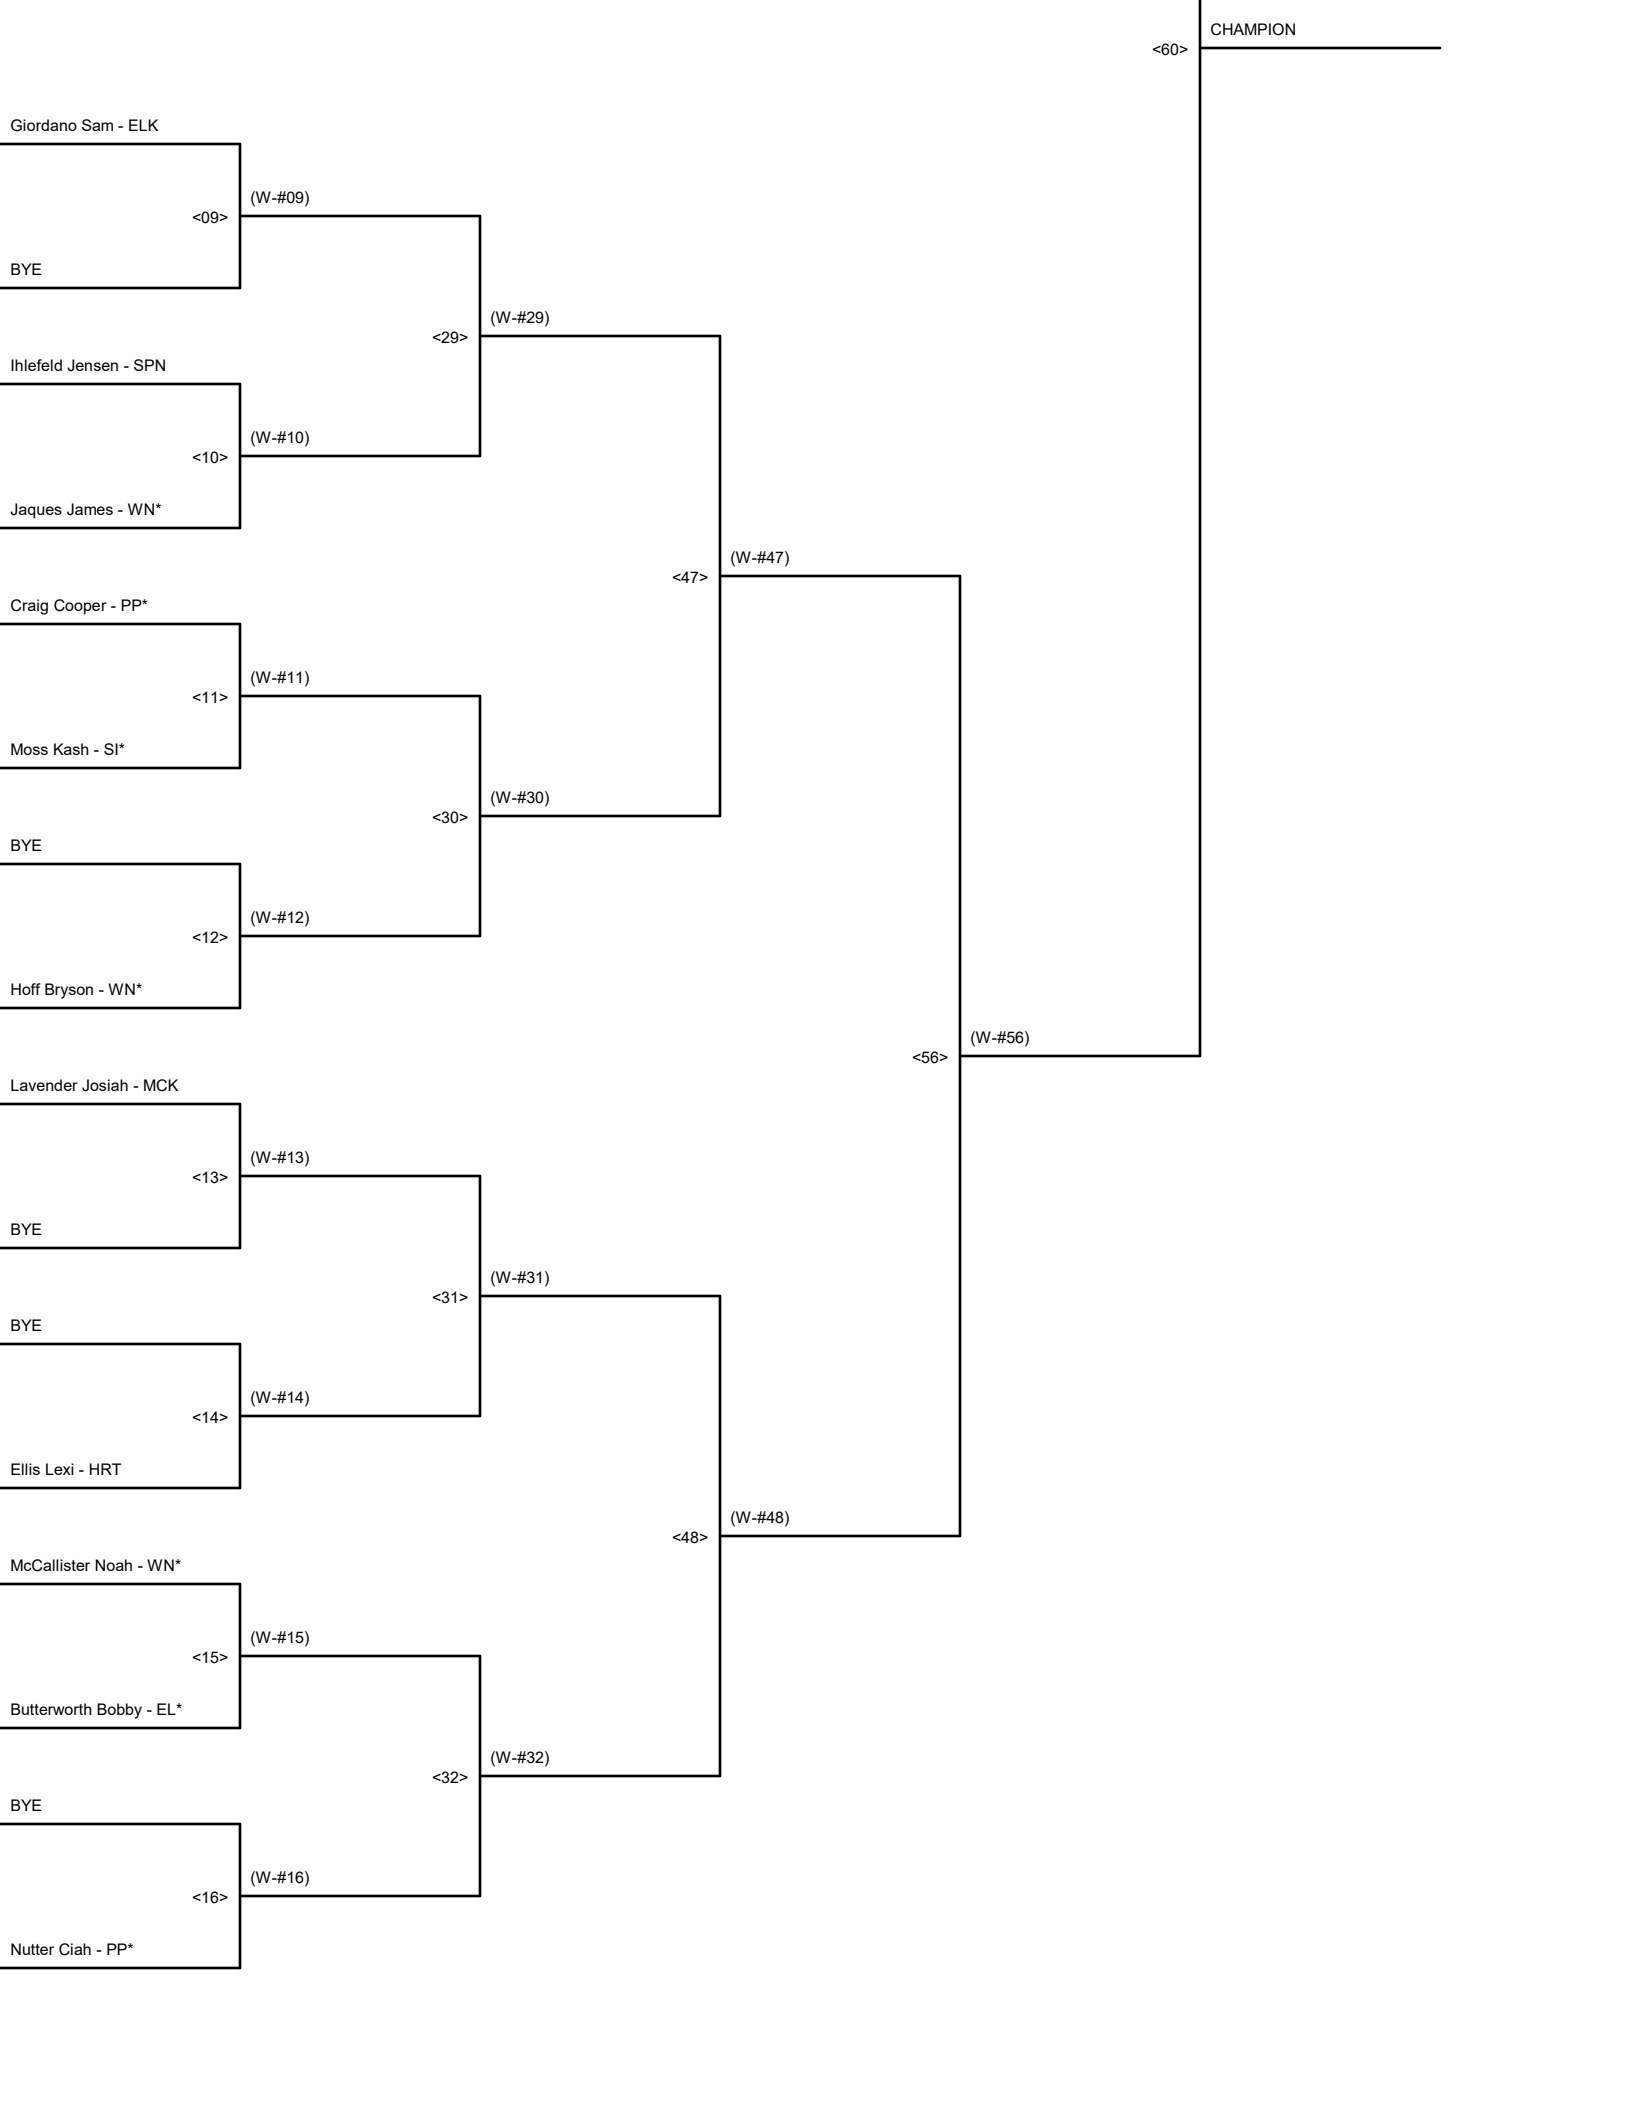 CHAMPION
<60>
Giordano Sam - ELK
(W-#09)
<09>
BYE
(W-#29)
<29>
Ihlefeld Jensen - SPN
(W-#10)
<10>
Jaques James - WN*
(W-#47)
<47>
Craig Cooper - PP*
(W-#11)
<11>
Moss Kash - SI*
(W-#30)
<30>
BYE
(W-#12)
<12>
Hoff Bryson - WN*
(W-#56)
<56>
Lavender Josiah - MCK
(W-#13)
<13>
BYE
(W-#31)
<31>
BYE
(W-#14)
<14>
Ellis Lexi - HRT
(W-#48)
<48>
McCallister Noah - WN*
(W-#15)
<15>
Butterworth Bobby - EL*
(W-#32)
<32>
BYE
(W-#16)
<16>
Nutter Ciah - PP*